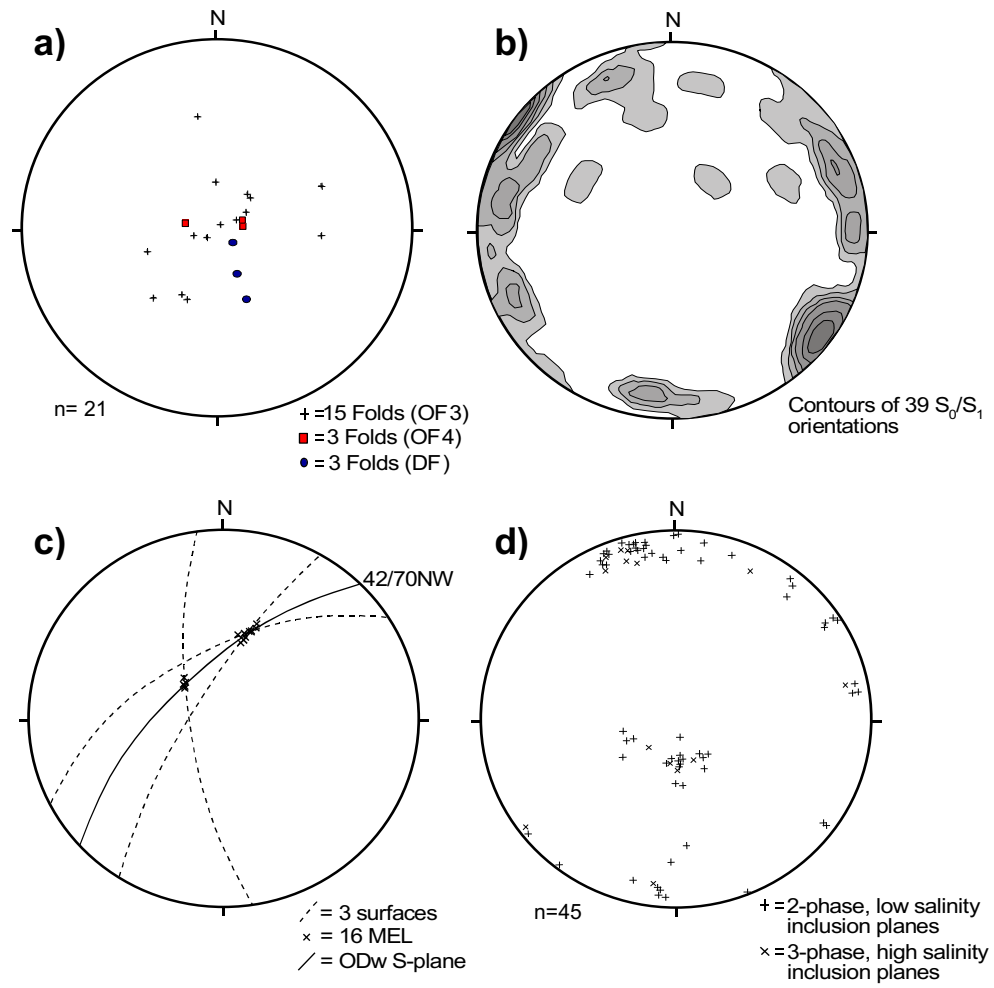 a)
N
n= 21
+ =15 Folds (OF3)
= 3 Folds (OF4)
= 3 Folds (DF)
b)
N
Contours of 39 S0/S1
orientations
c)
N
42/70NW
= 3 surfaces
× = 16 MEL
= ODw S-plane
d)
N
n=45
+ =2-phase, low salinity
inclusion planes
× =3-phase, high salinity
inclusion planes